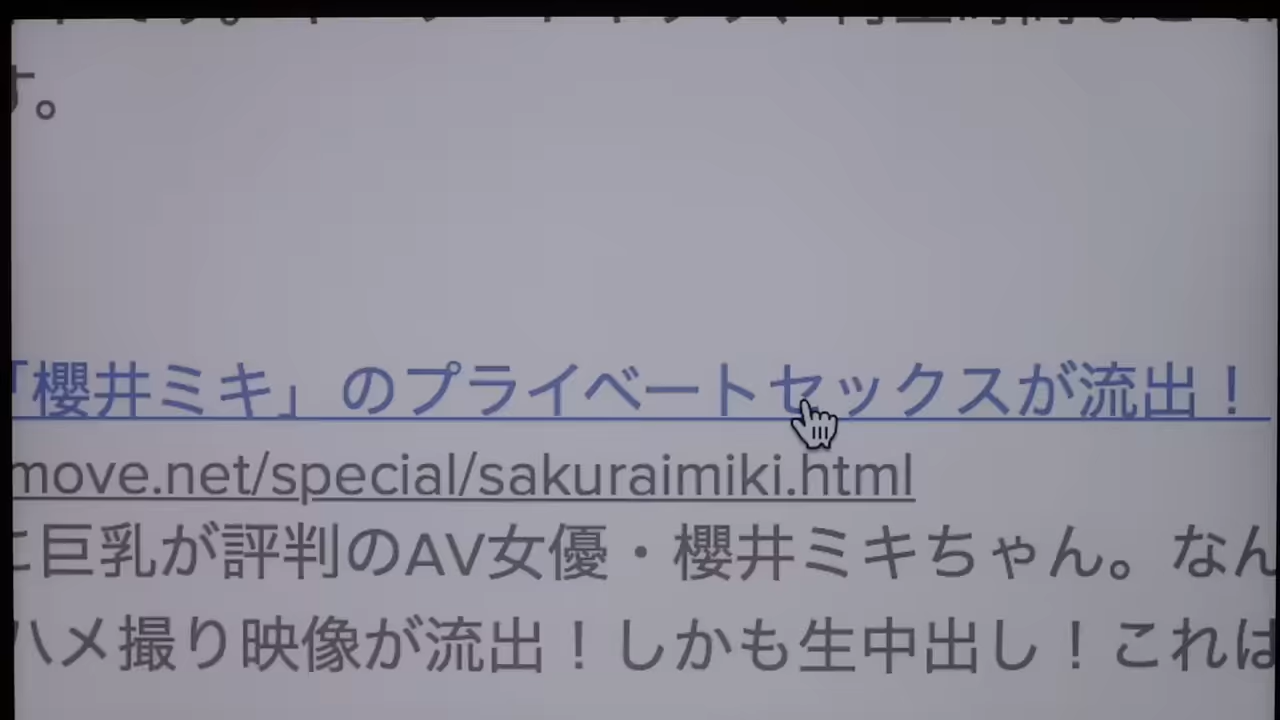 す。
「櫻井ミキ」のプライベートセックスが流出！
move.net/special/sakuraimiki.html
に巨乳が評判のAV女優・櫻井ミキちゃん。なん
ハメ撮り映像が流出！しかも生中出し！これは